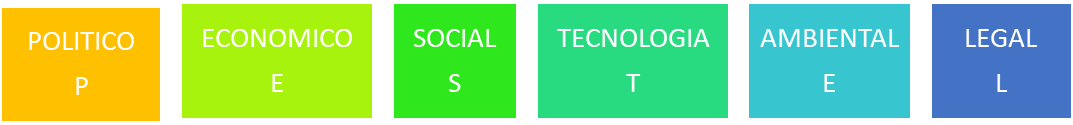 POLITICO
P
ECONOMICO
E
SOCIAL
S
TECNOLOGIA
T
AMBIENTAL
E
LEGAL
L